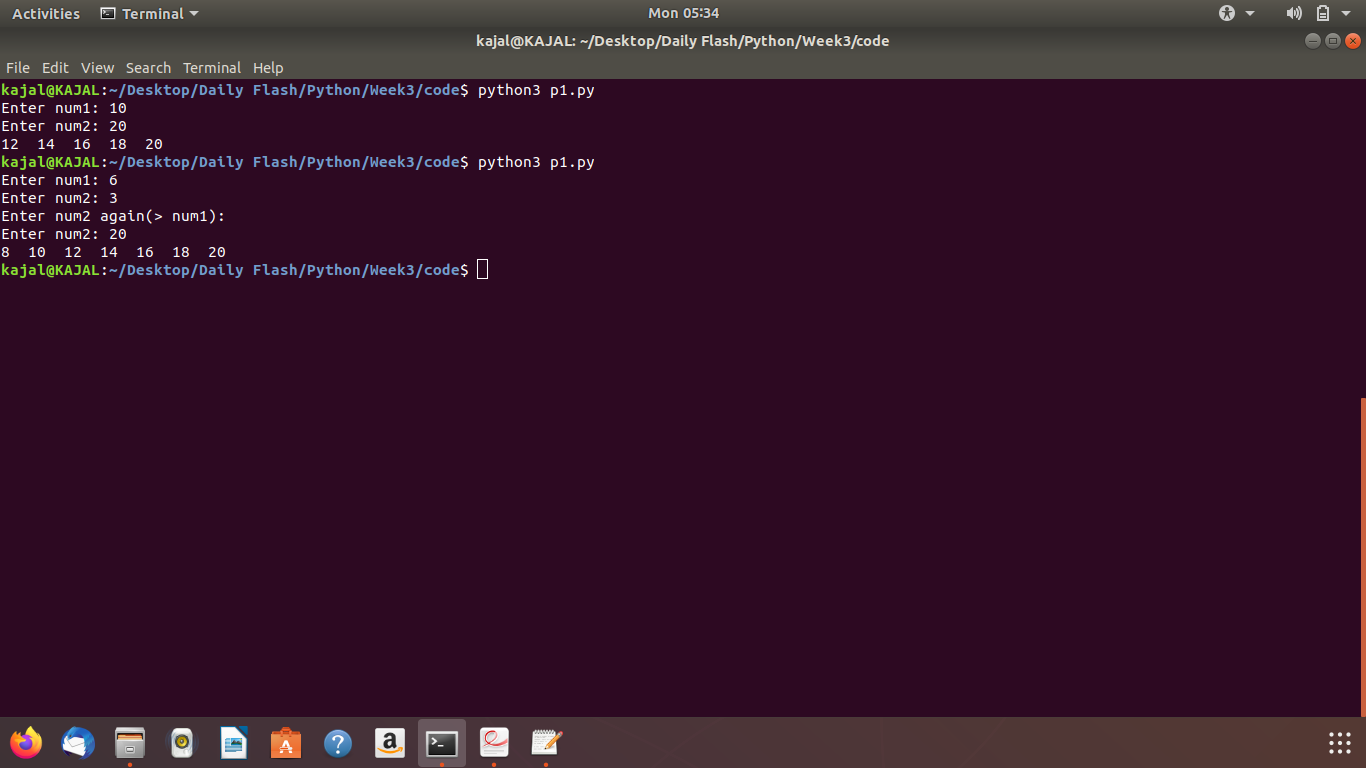 Activities Terminal Mon 05:34
kajal@KAJAL: ~/Desktop/Daily Flash/Python/Week3/code
File Edit View Search Terminal Help
kajal@KAJAL:~/Desktop/Daily Flash/Python/Week3/code$ python3 p1.py
Enter num1: 10
Enter num2: 20
12  14  16  18  20
kajal@KAJAL:~/Desktop/Daily Flash/Python/Week3/code$ python3 p1.py
Enter num1: 6
Enter num2: 3
Enter num2 again(> num1):
Enter num2: 20
8  10  12  14  16  18  20
kajal@KAJAL:~/Desktop/Daily Flash/Python/Week3/code$